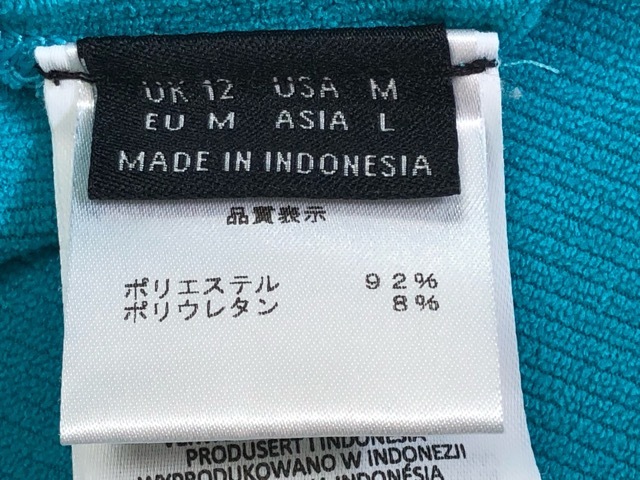 UK 12 USA M
EU M ASIA L
MADE IN INDONESIA
品質表示
ポリエステル 92%
ポリウレタン 8%
PRODUSERT I INDONESIA
WYPRODUKOWANO W INDONEZJI